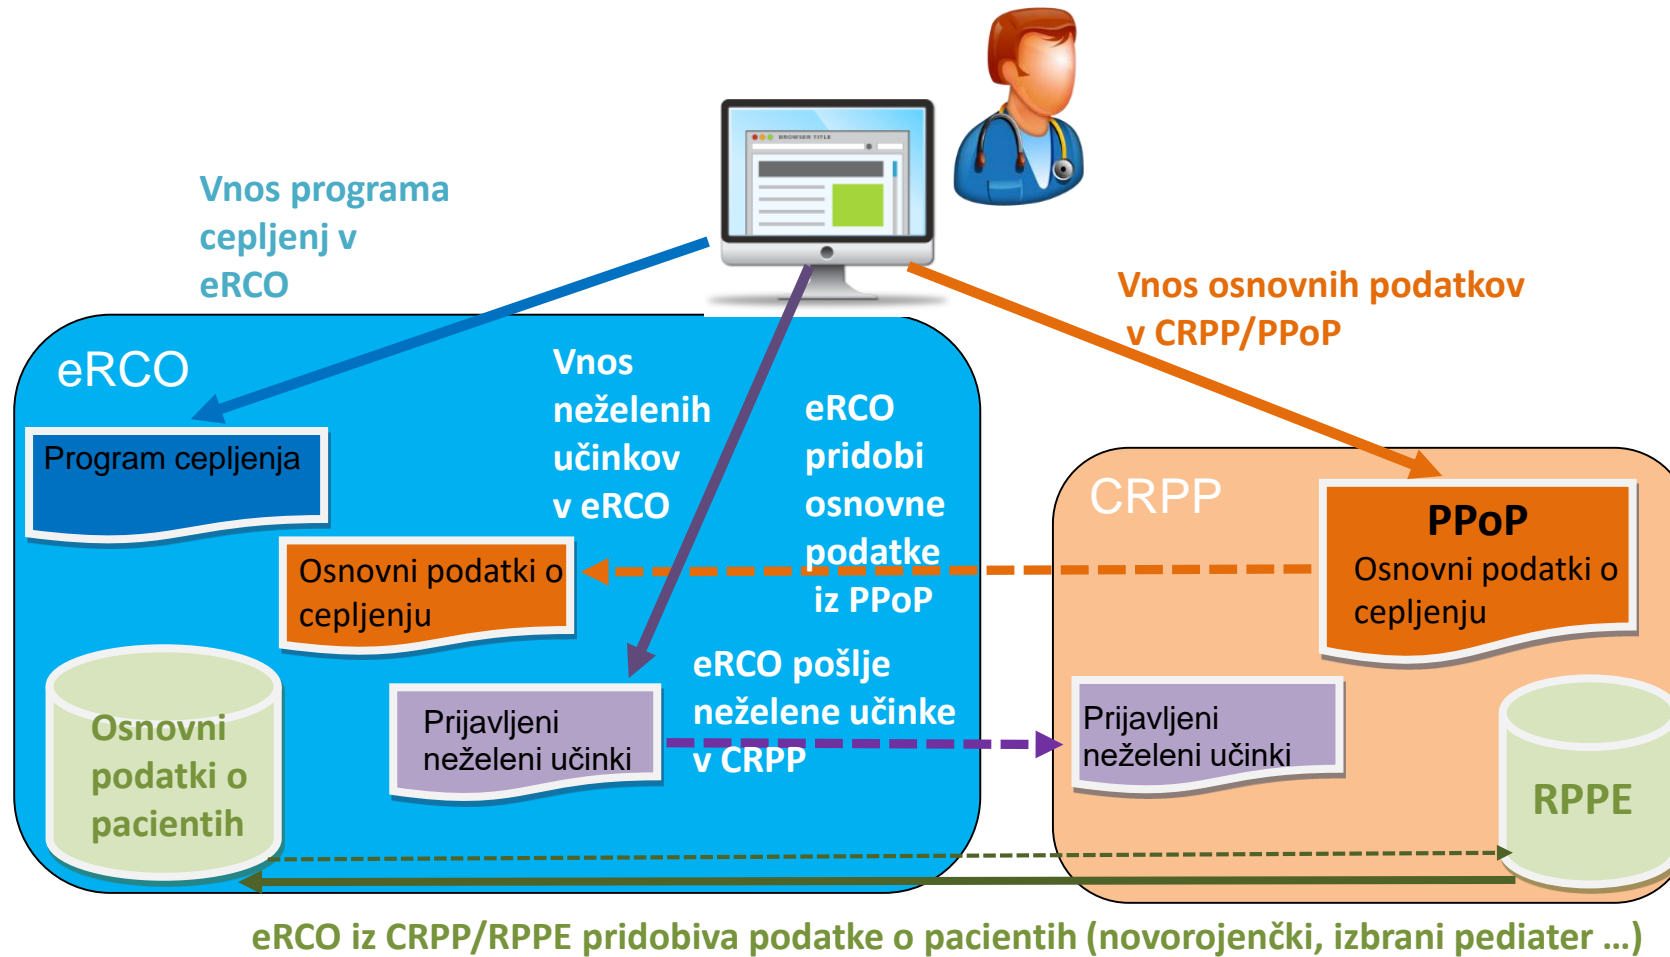 BROWSER TITLE
Vnos programa
cepljenj v
eRCO
Vnos osnovnih podatkov
v CRPP/PPoP
eRCO
Vnos
neželenih
učinkov
v eRCO
eRCO
pridobi
osnovne
podatke
iz PPoP
Program cepljenja
Osnovni podatki o
cepljenju
CRPP
PPoP
Osnovni podatki o
cepljenju
eRCO pošlje
neželene učinke
v CRPP
Osnovni
podatki o
pacientih
Prijavljeni
neželeni učinki
Prijavljeni
neželeni učinki
RPPE
eRCO iz CRPP/RPPE pridobiva podatke o pacientih (novorojenčki, izbrani pediater …)